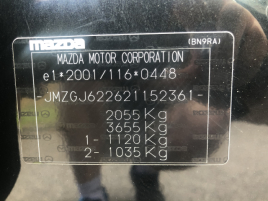 mazda
(BN9RA)
MAZDA MOTOR CORPORATION
e1*2001/116*0448
-JMZGJ622621152361-
2055 Kg
3655 Kg
1- 1120 Kg
2- 1035 Kg